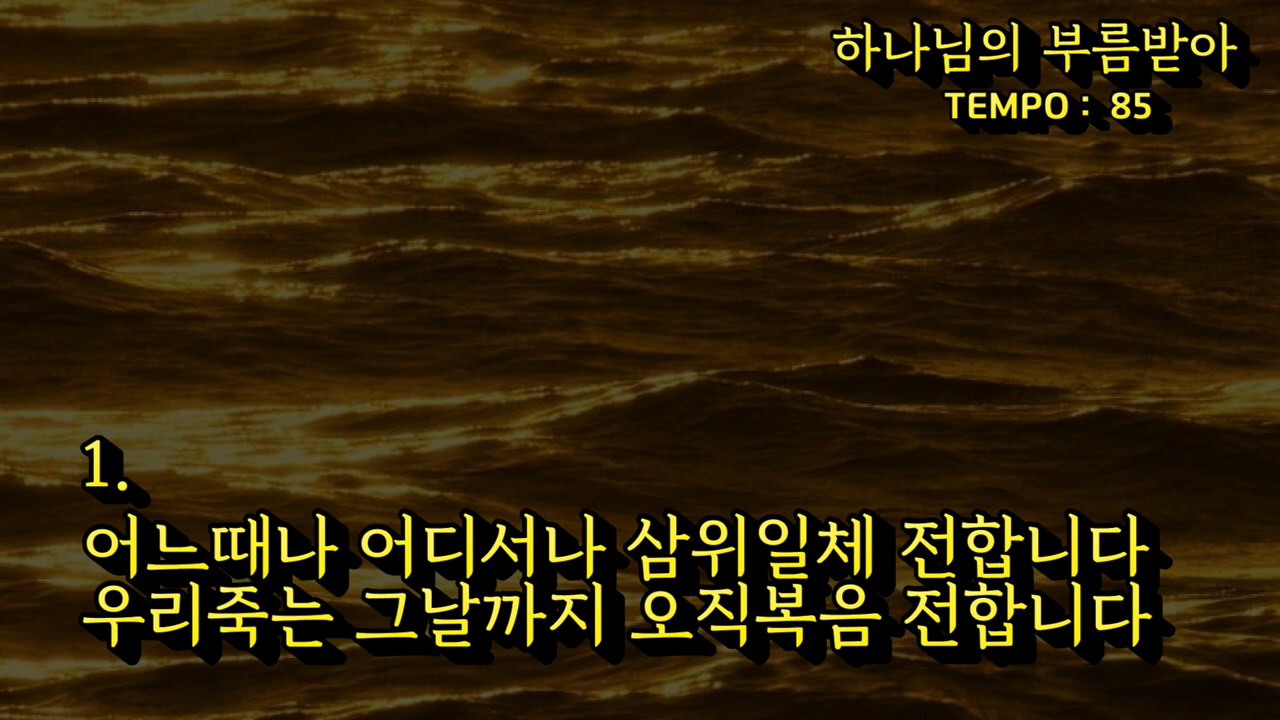 하나님의 부름받아
TEMPO : 85
1.
어느때나 어디서나 삼위일체 전합니다
우리죽는 그날까지 오직복음 전합니다